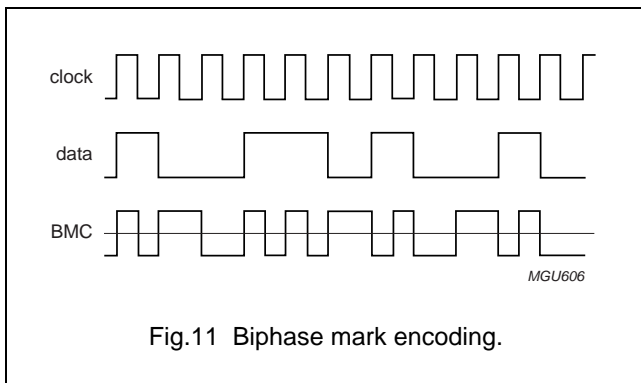 clock
data
BMC
MGU606
Fig.11 Biphase mark encoding.